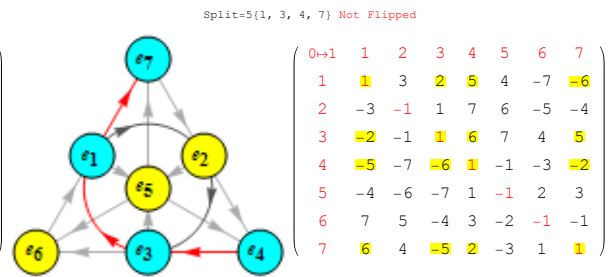 Split=5{1, 3, 4, 7} Not Flipped
e7
e1
e2
e5
e6
e3
e4
0↦1 1 2 3 4 5 6 7
1 1 3 2 5 4 -7 -6
2 -3 -1 1 7 6 -5 -4
3 -2 -1 1 6 7 4 5
4 -5 -7 -6 1 -1 -3 -2
5 -4 -6 -7 1 -1 2 3
6 7 5 -4 3 -2 -1 -1
7 6 4 -5 2 -3 1 1